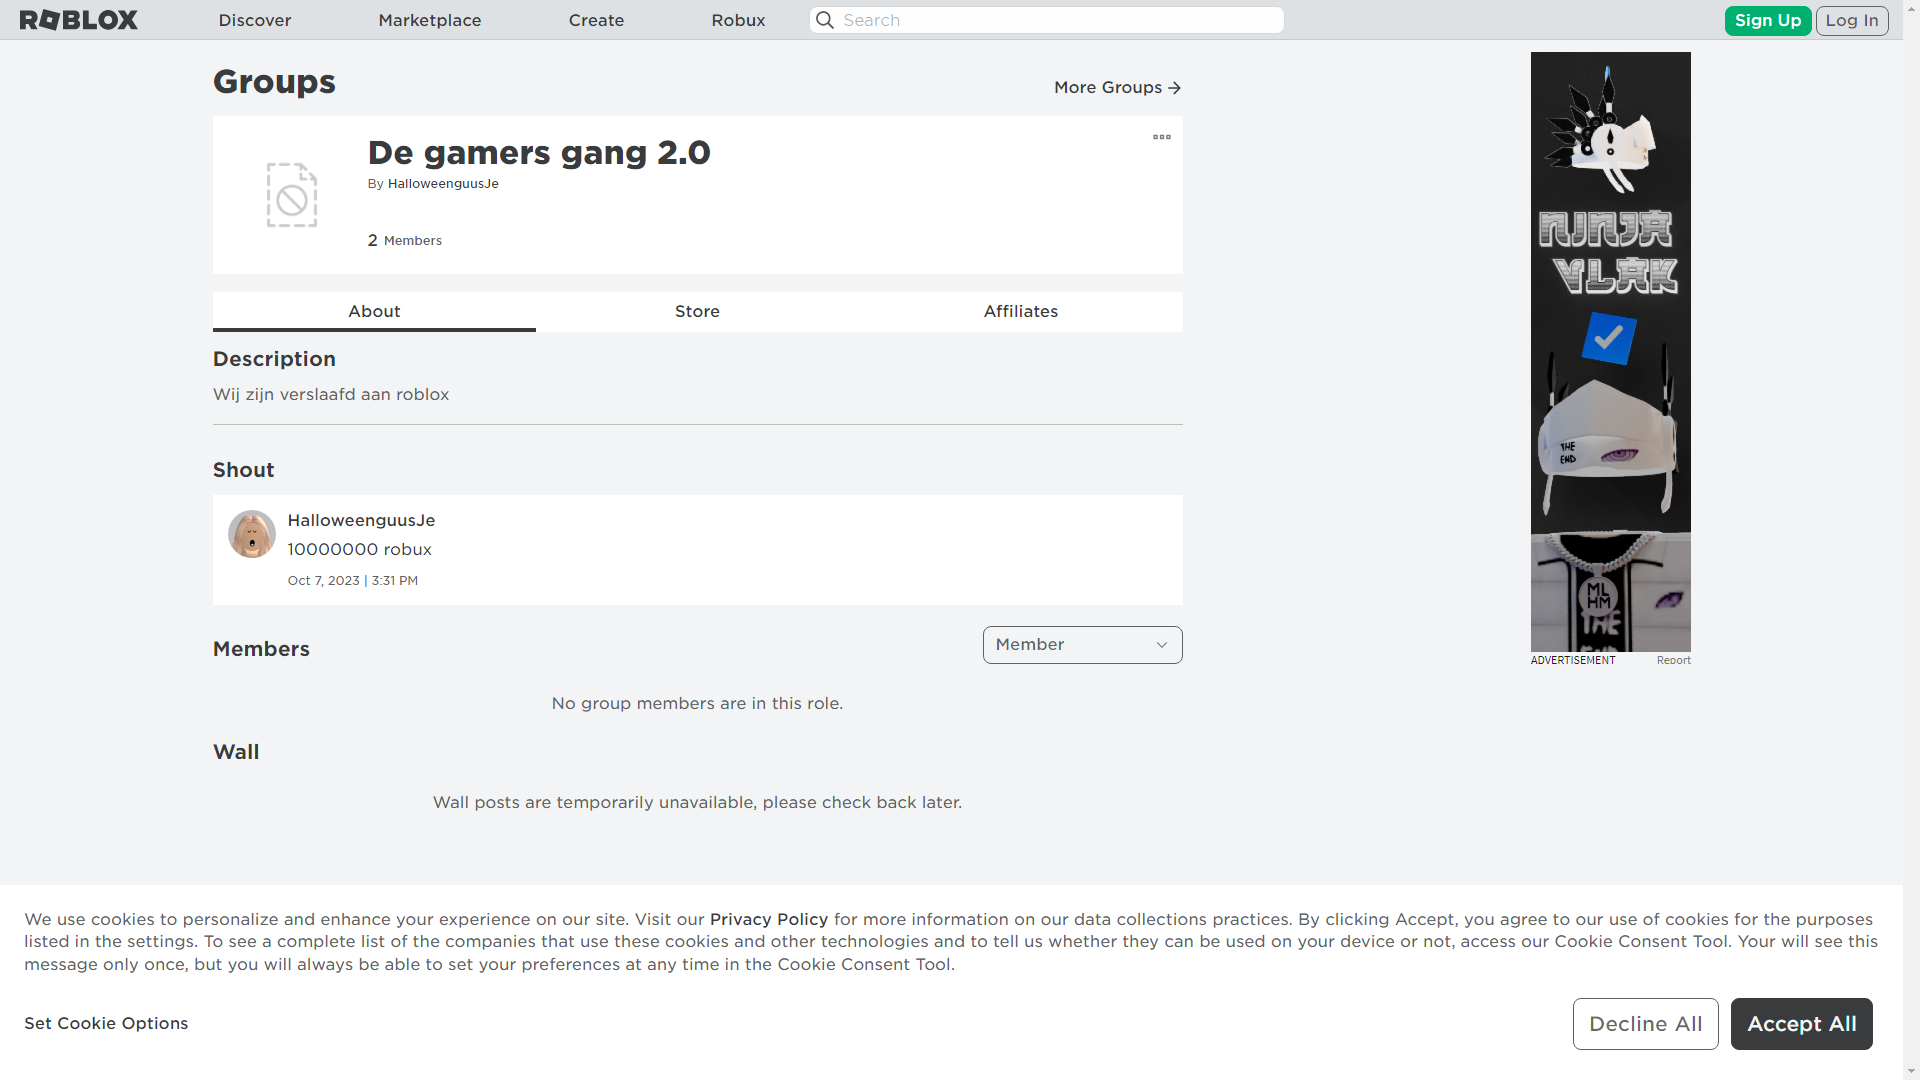 ROBLOX
Discover
Marketplace
Create
Robux
Search
Sign Up
Log In
Groups
More Groups
De gamers gang 2.0
By HalloweenguusJe
2 Members
About
Store
Affiliates
Description
Wij zijn verslaafd aan roblox
Shout
HalloweenguusJe
10000000 robux
Oct 7, 2023 | 3:31 PM
Members
Member
No group members are in this role.
Wall
Wall posts are temporarily unavailable, please check back later.
NINJA
VLAK
THE
END
ML
HM
THE
END
ADVERTISEMENT
Report
We use cookies to personalize and enhance your experience on our site. Visit our Privacy Policy for more information on our data collections practices. By clicking Accept, you agree to our use of cookies for the purposes
listed in the settings. To see a complete list of the companies that use these cookies and other technologies and to tell us whether they can be used on your device or not, access our Cookie Consent Tool. Your will see this
message only once, but you will always be able to set your preferences at any time in the Cookie Consent Tool.
Set Cookie Options
Decline All
Accept All